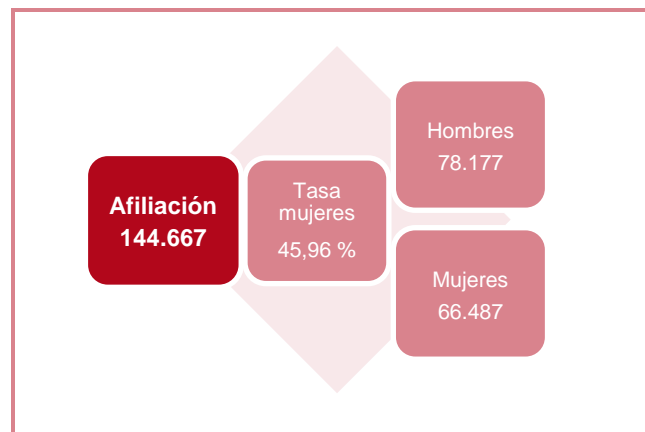 Afiliación
144.667
Tasa
mujeres
45,96 %
Hombres
78.177
Mujeres
66.487